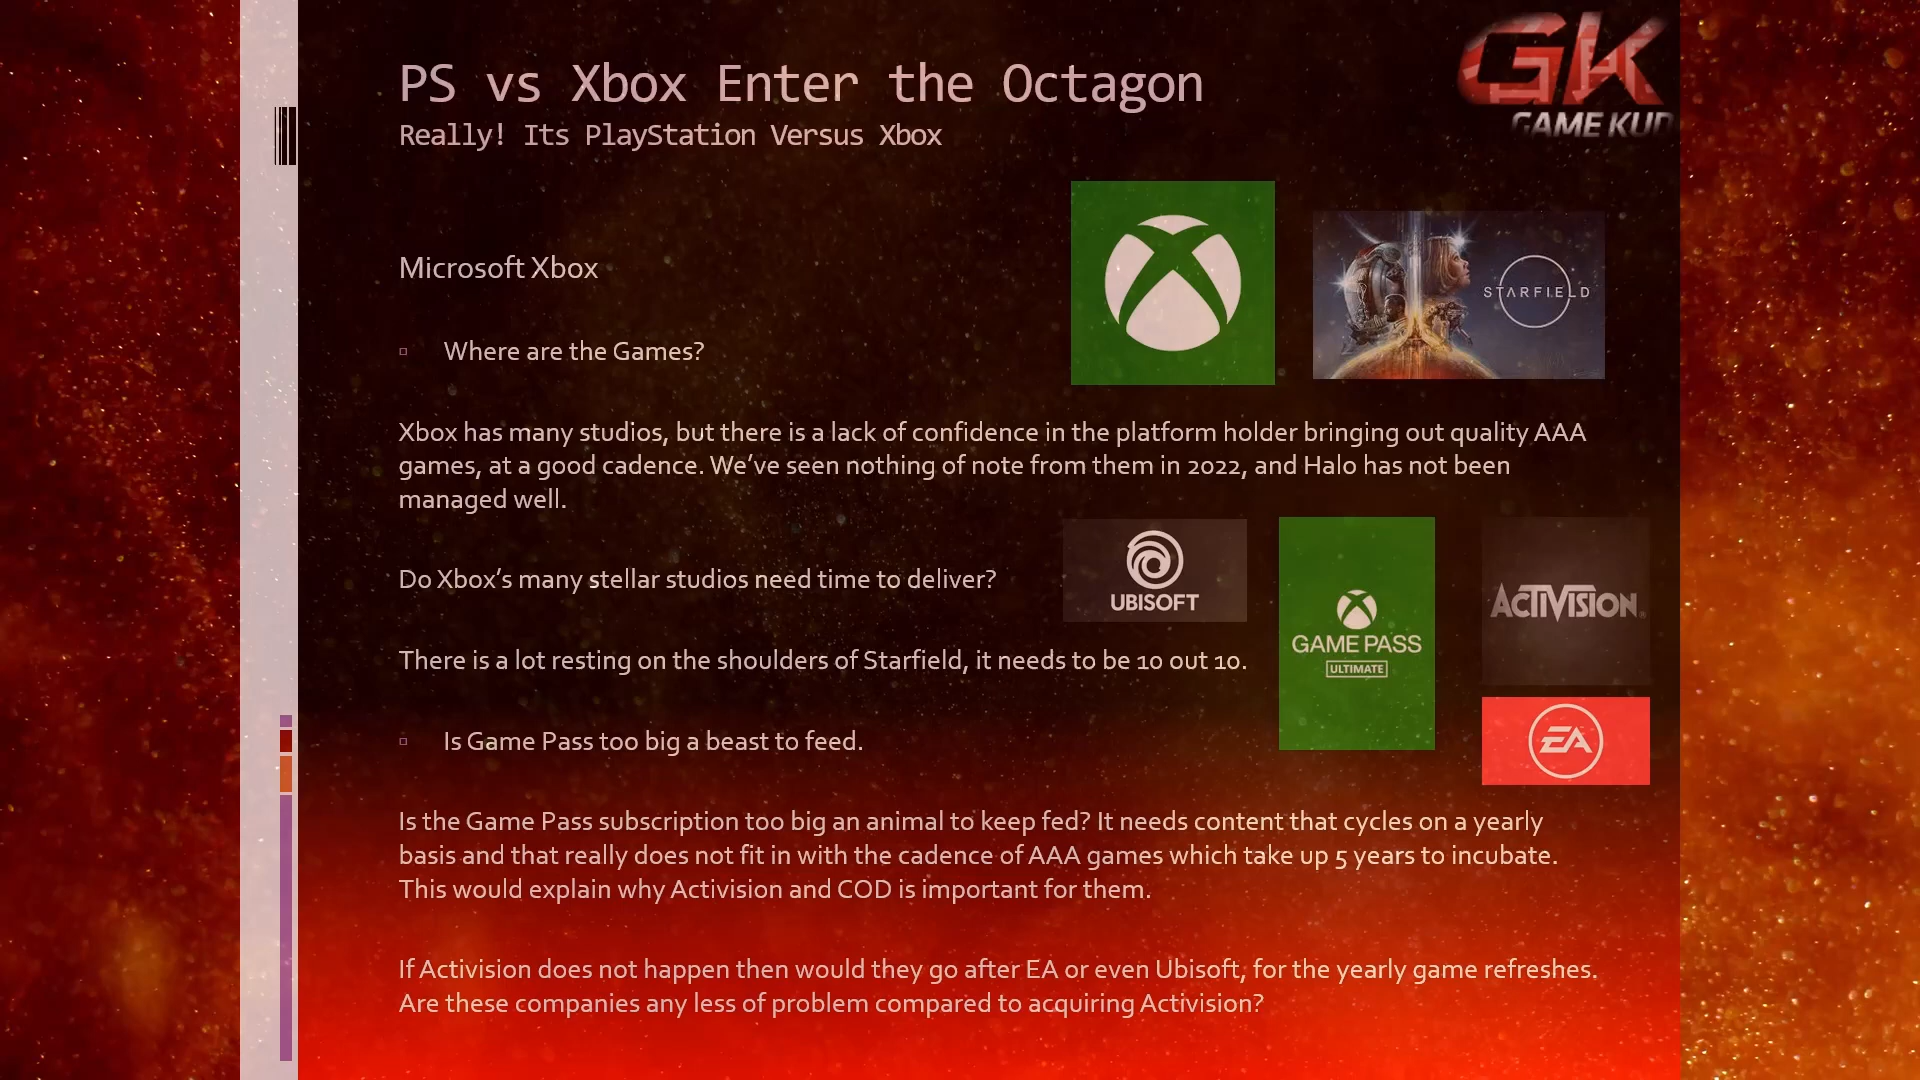 PS vs Xbox Enter the Octagon
Really! Its PlayStation Versus Xbox
GK
GAME KUD
Microsoft Xbox
STARFIELD
Where are the Games?
Xbox has many studios, but there is a lack of confidence in the platform holder bringing out quality AAA
games, at a good cadence. We’ve seen nothing of note from them in 2022, and Halo has not been
managed well.
Do Xbox’s many stellar studios need time to deliver?
UBISOFT
GAME PASS
ULTIMATE
ACTIVISION
There is a lot resting on the shoulders of Starfield, it needs to be 10 out 10.
EA
Is Game Pass too big a beast to feed.
Is the Game Pass subscription too big an animal to keep fed? It needs content that cycles on a yearly
basis and that really does not fit in with the cadence of AAA games which take up 5 years to incubate.
This would explain why Activision and COD is important for them.
If Activision does not happen then would they go after EA or even Ubisoft, for the yearly game refreshes.
Are these companies any less of problem compared to acquiring Activision?